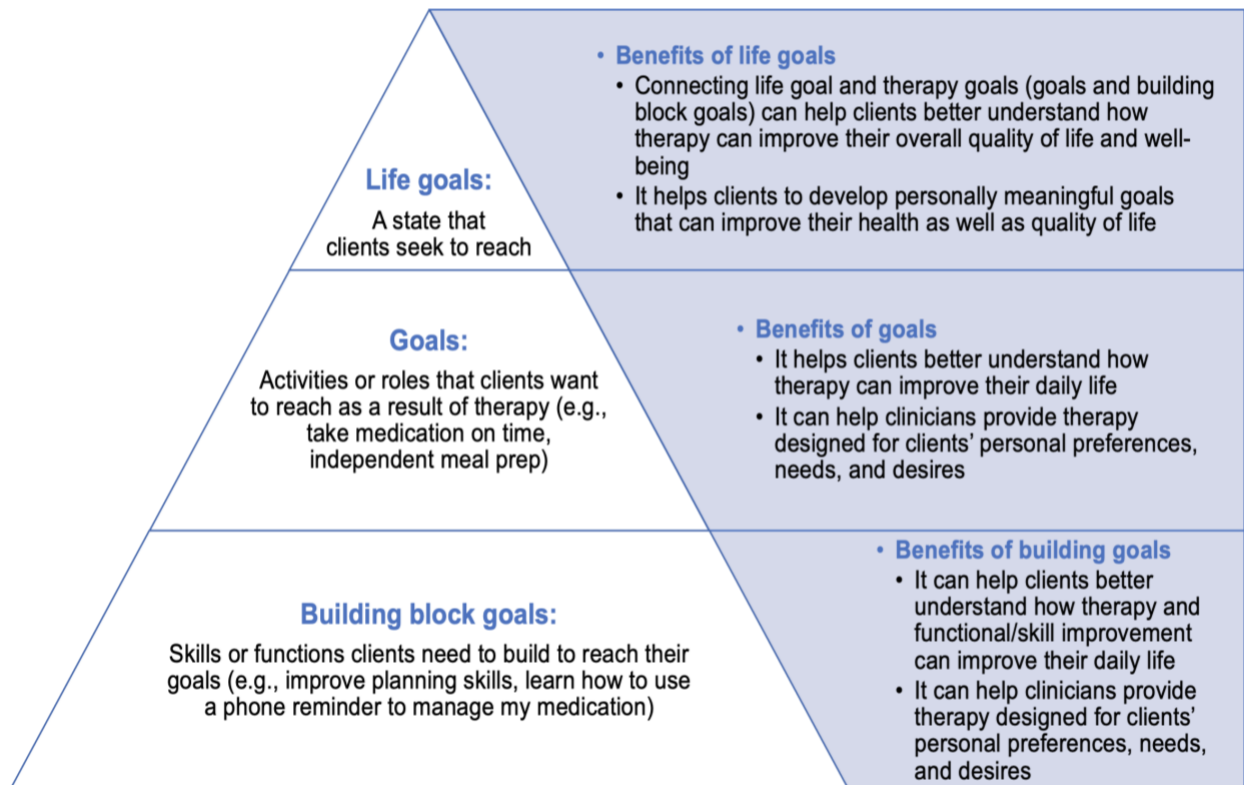 • Benefits of life goals
• Connecting life goal and therapy goals (goals and building
block goals) can help clients better understand how
therapy can improve their overall quality of life and well-
being
• It helps clients to develop personally meaningful goals
that can improve their health as well as quality of life
Life goals:
A state that
clients seek to reach
• Benefits of goals
• It helps clients better understand how
therapy can improve their daily life
• It can help clinicians provide therapy
designed for clients’ personal preferences,
needs, and desires
Goals:
Activities or roles that clients want
to reach as a result of therapy (e.g.,
take medication on time,
independent meal prep)
• Benefits of building goals
• It can help clients better
understand how therapy and
functional/skill improvement
can improve their daily life
• It can help clinicians provide
therapy designed for clients’
personal preferences, needs,
and desires
Building block goals:
Skills or functions clients need to build to reach their
goals (e.g., improve planning skills, learn how to use
a phone reminder to manage my medication)